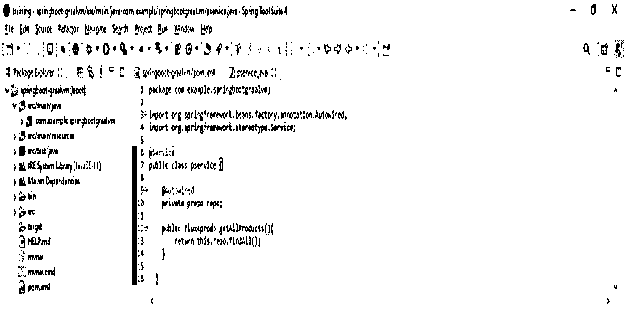 training - springboot-graalvm/src/main/java/com/example/springbootgraalvm/pservice.java - Spring Tool Suite 4
File Edit Source Refactor Navigate Search Project Run Window Help
Package Explorer
springboot-graalvm/pom.xml pservice.java
springboot-graalvm [boot]
src/main/java
com.example.springbootgraalvm
src/main/resources
src/test/java
JRE System Library [JavaSE-11]
Maven Dependencies
bin
src
target
HELP.md
mvnw
mvnw.cmd
pom.xml
1 package com.example.springbootgraalvm;
2
3 import org.springframework.beans.factory.annotation.Autowired;
4 import org.springframework.stereotype.Service;
5
6 @Service
7 public class pservice {
8
9 @Autowired
10 private prepo repo;
11
12 public Flux<prods> getAllProducts(){
13 return this.repo.findAll();
14 }
15
16 }